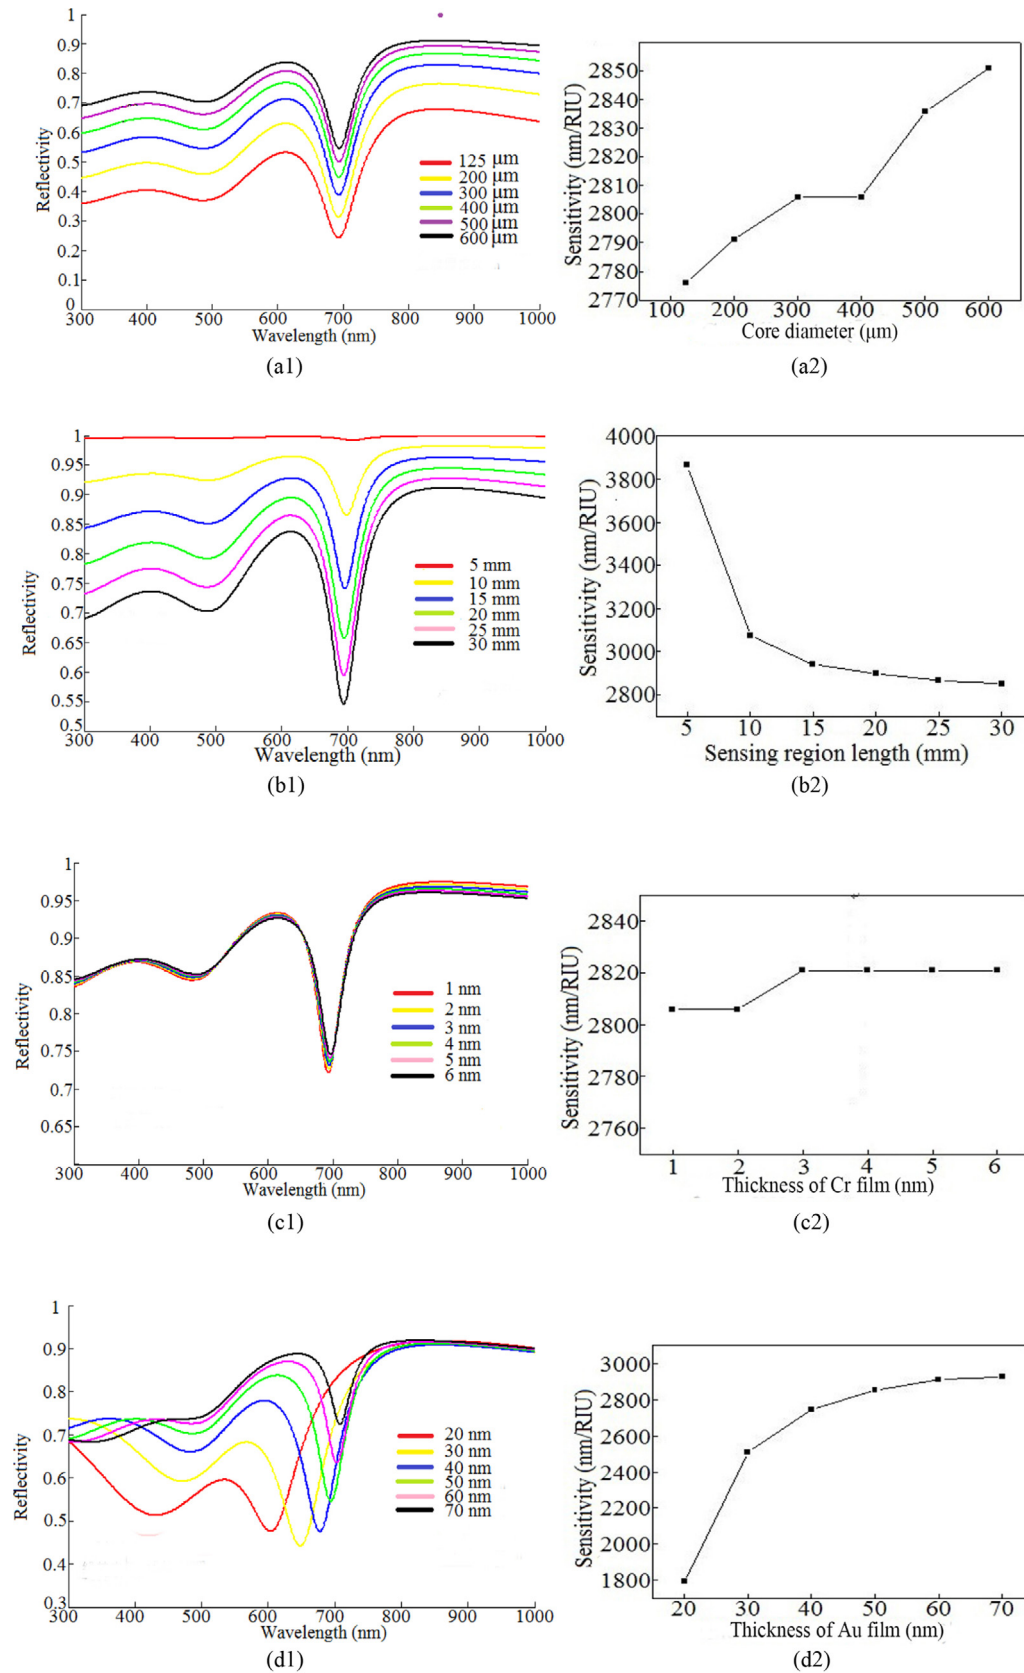 1
0.9
0.8
0.7
0.6
0.5
0.4
0.3
0.2
0.1
0
Reflectivity
300 400 500 600 700 800 900 1000
Wavelength (nm)
125 μm
200 μm
300 μm
400 μm
500 μm
600 μm
(a1)
2850
2840
2830
2820
2810
2800
2790
2780
2770
Sensitivity (nm/RIU)
100 200 300 400 500 600
Core diameter (μm)
(a2)
1
0.95
0.9
0.85
0.8
0.75
0.7
0.65
0.6
0.55
0.5
Reflectivity
300 400 500 600 700 800 900 1000
Wavelength (nm)
5 mm
10 mm
15 mm
20 mm
25 mm
30 mm
(b1)
4000
3800
3600
3400
3200
3000
2800
Sensitivity (nm/RIU)
5 10 15 20 25 30
Sensing region length (mm)
(b2)
1
0.95
0.9
0.85
0.8
0.75
0.7
0.65
Reflectivity
300 400 500 600 700 800 900 1000
Wavelength (nm)
1 nm
2 nm
3 nm
4 nm
5 nm
6 nm
(c1)
2840
2820
2800
2780
2760
Sensitivity (nm/RIU)
1 2 3 4 5 6
Thickness of Cr film (nm)
(c2)
1
0.9
0.8
0.7
0.6
0.5
0.4
0.3
Reflectivity
300 400 500 600 700 800 900 1000
Wavelength (nm)
20 nm
30 nm
40 nm
50 nm
60 nm
70 nm
(d1)
3000
2800
2600
2400
2200
2000
1800
Sensitivity (nm/RIU)
20 30 40 50 60 70
Thickness of Au film (nm)
(d2)